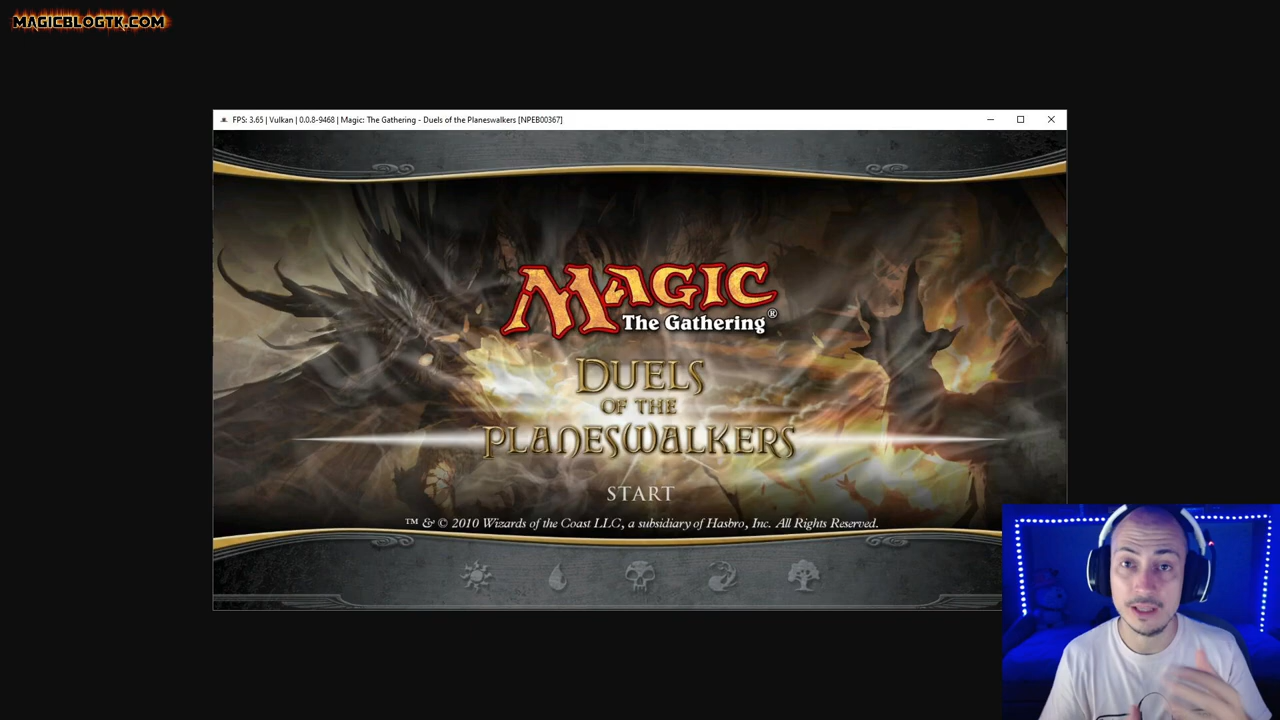 MAGICBLOGTK.COM
FPS: 3.65 | Vulkan | 0.0.8-9468 | Magic: The Gathering - Duels of the Planeswalkers [NPEB00367]
MAGIC
The Gathering®
DUELS
OF THE
PLANESWALKERS
START
™ & © 2010 Wizards of the Coast LLC, a subsidiary of Hasbro, Inc. All Rights Reserved.